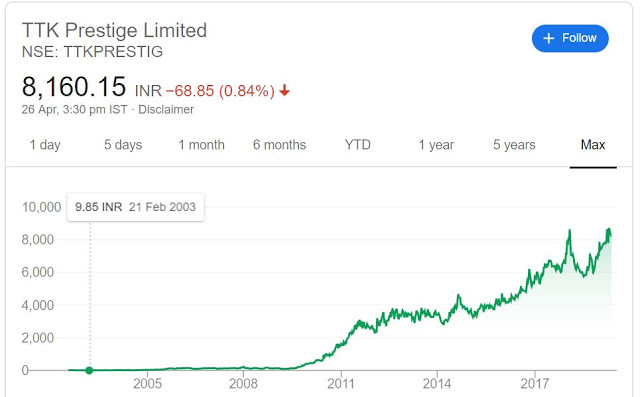 TTK Prestige Limited
NSE: TTKPRESTIG
+ Follow
8,160.15 INR −68.85 (0.84%)
26 Apr, 3:30 pm IST · Disclaimer
1 day 5 days 1 month 6 months YTD 1 year 5 years Max
9.85 INR 21 Feb 2003
10,000
8,000
6,000
4,000
2,000
0
2005 2008 2011 2014 2017